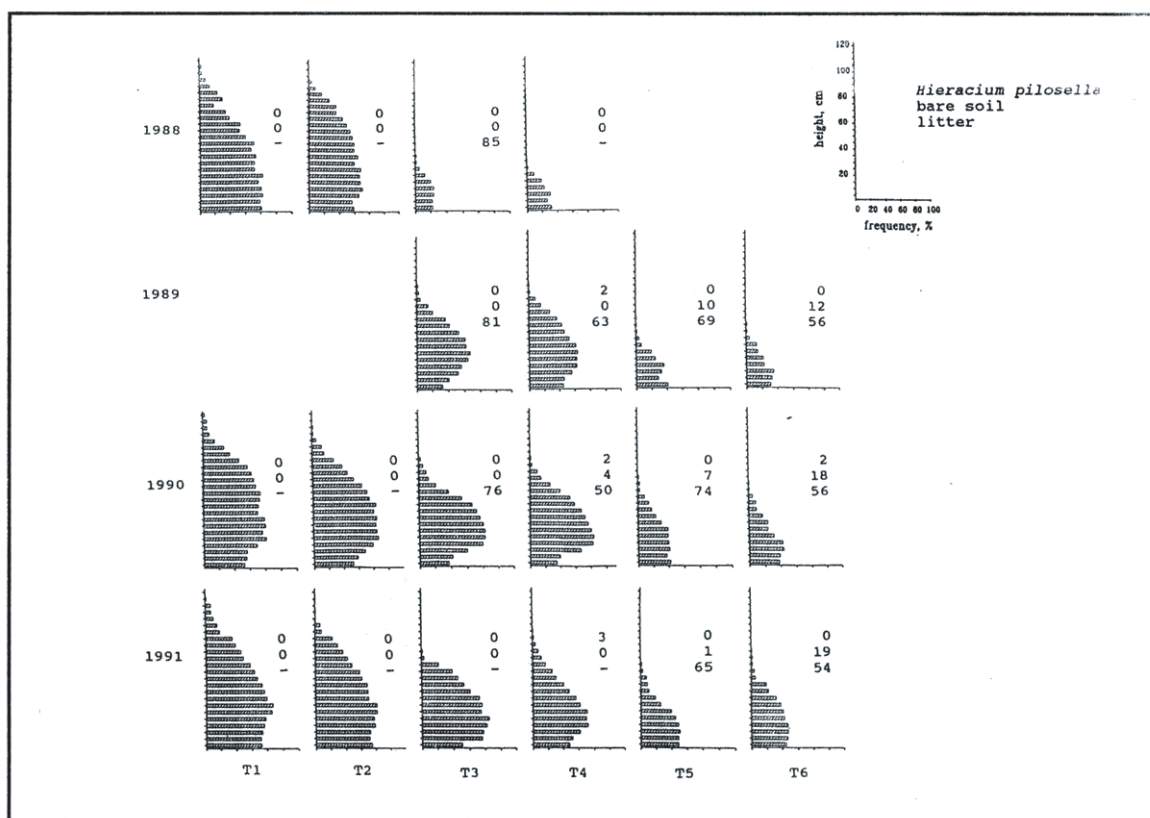 120
100
80
60
40
20
0
height, cm
0 20 40 60 80 100
frequency, %
Hieracium pilosella
bare soil
litter
1988
0 0 0 0
0 0 0 0
- - 85 -
1989
0 2 0 0
0 0 10 12
81 63 69 56
1990
0 0 0 2 0 2
0 0 0 4 7 18
- - 76 50 74 56
1991
0 0 0 3 0 0
0 0 0 0 1 19
- - - - 65 54
T1 T2 T3 T4 T5 T6